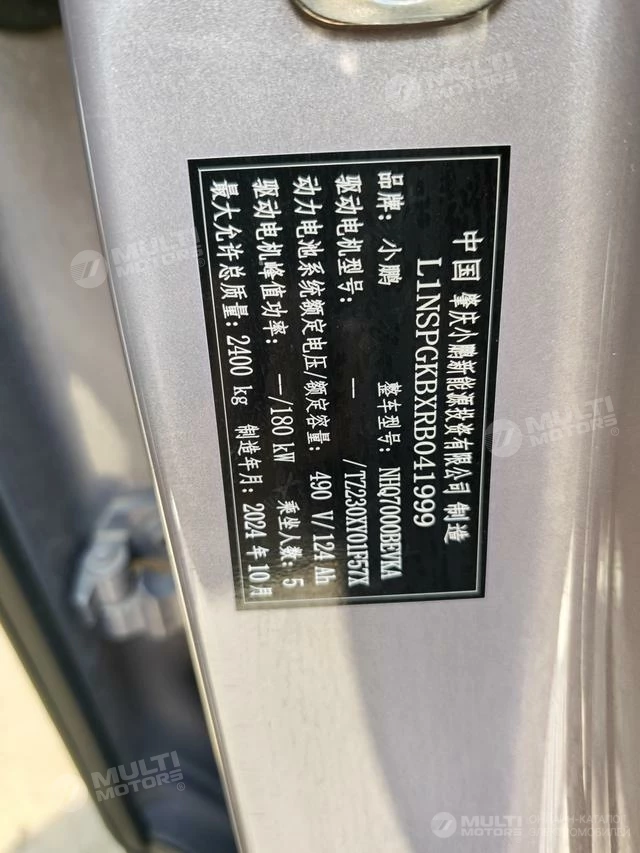 中国 肇庆小鹏新能源投资有限公司 制造
L1NSPGKBXRB041999
品牌: 小鹏 整车型号: NHQ7000BEVKA
驱动电机型号: — /TZ230XY01F57X
动力电池系统额定电压/额定容量: 490 V/124 Ah
驱动电机峰值功率: —/180 kW 乘坐人数: 5
最大允许总质量: 2400 kg 制造年月: 2024 年 10月
MULTI MOTORS
MULTI MOTORS
MULTI MOTORS
MULTI MOTORS
MULTI MOTORS ОНЛАЙН-КАТАЛОГ ЭЛЕКТРОМОБИЛЕЙ